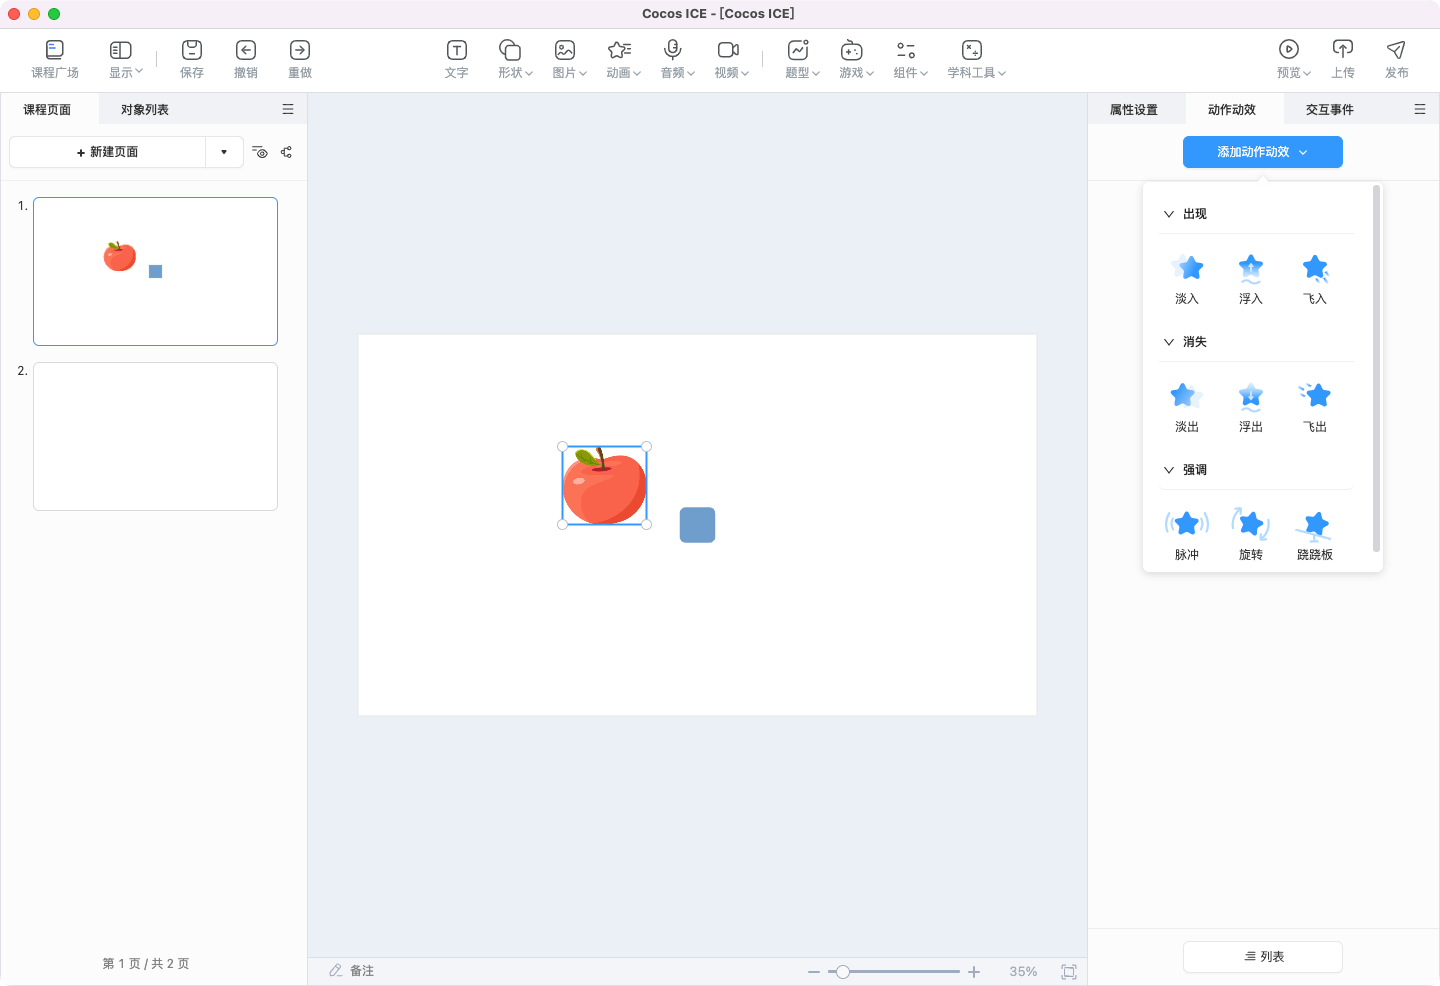 Cocos ICE - [Cocos ICE]
课程广场 显示 保存 撤销 重做 文字 形状 图片 动画 音频 视频 题型 游戏 组件 学科工具 预览 上传 发布
课程页面 对象列表
+ 新建页面
1.
2.
第 1 页 / 共 2 页
备注
35%
属性设置 动作动效 交互事件
添加动作动效
出现
淡入 浮入 飞入
消失
淡出 浮出 飞出
强调
脉冲 旋转 跷跷板
列表